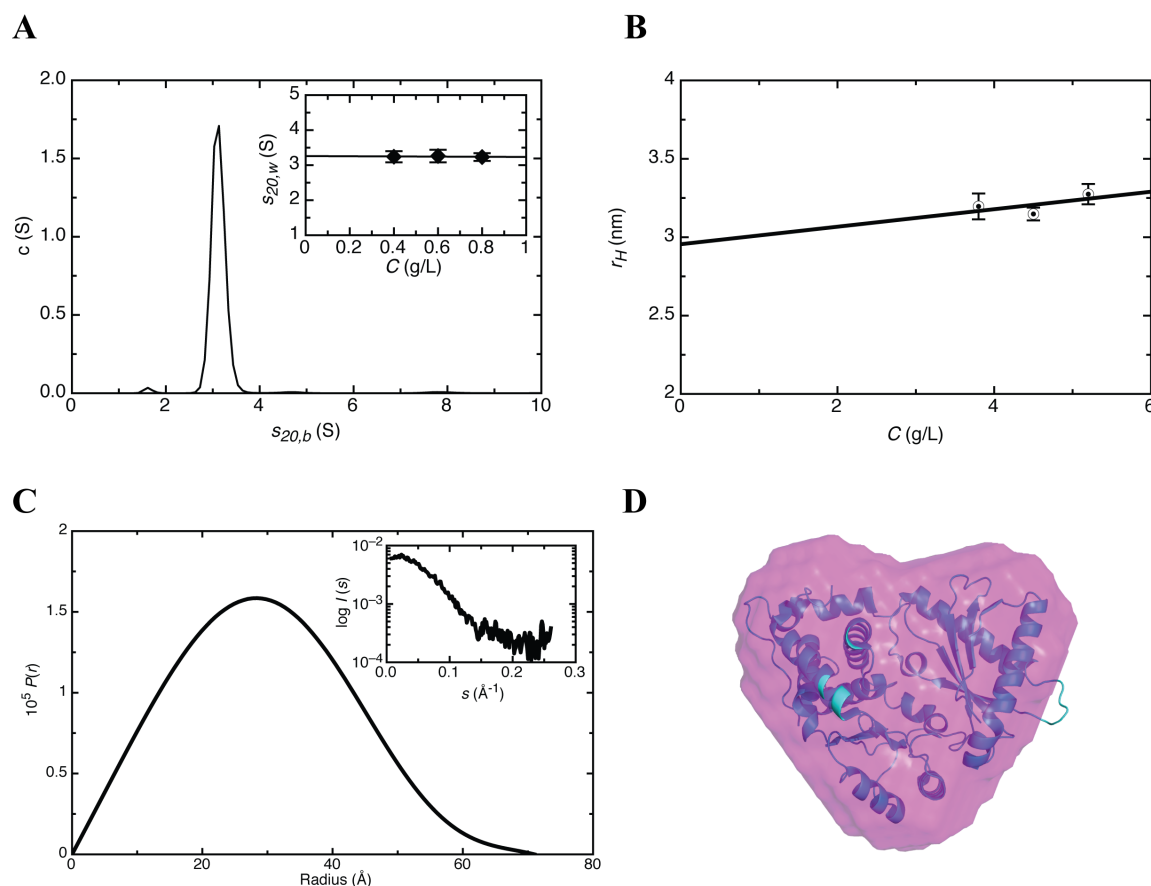 A
2.0
1.5
1.0
0.5
0.0
c (S)
0 2 4 6 8 10
s20,b (S)
5
4
3
2
1
s20,w (S)
0 0.2 0.4 0.6 0.8 1
C (g/L)
B
4
3.5
3
2.5
2
rH (nm)
0 2 4 6
C (g/L)
C
2
1.5
1
0.5
0
10⁵ P(r)
0 20 40 60 80
Radius (Å)
10⁻²
10⁻³
10⁻⁴
log I (s)
0.0 0.1 0.2 0.3
s (Å⁻¹)
D